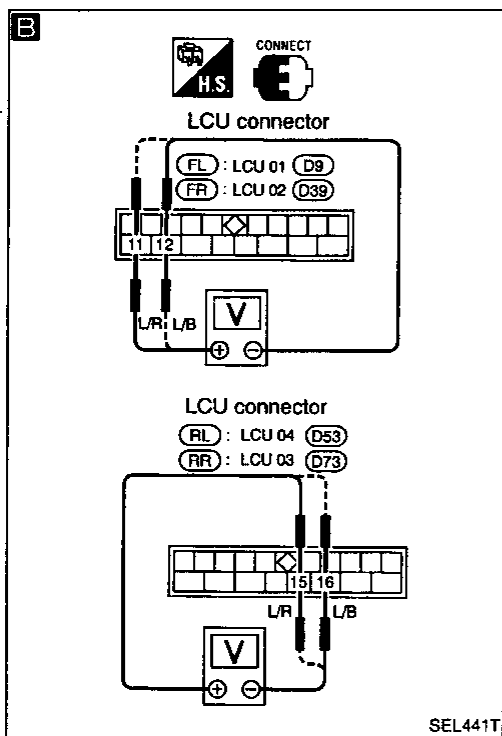 B
CONNECT
H.S.
LCU connector
FL : LCU 01 D9
FR : LCU 02 D39
11 12
L/R L/B
V
+ -
LCU connector
RL : LCU 04 D53
RR : LCU 03 D73
15 16
L/R L/B
V
+ -
SEL441T